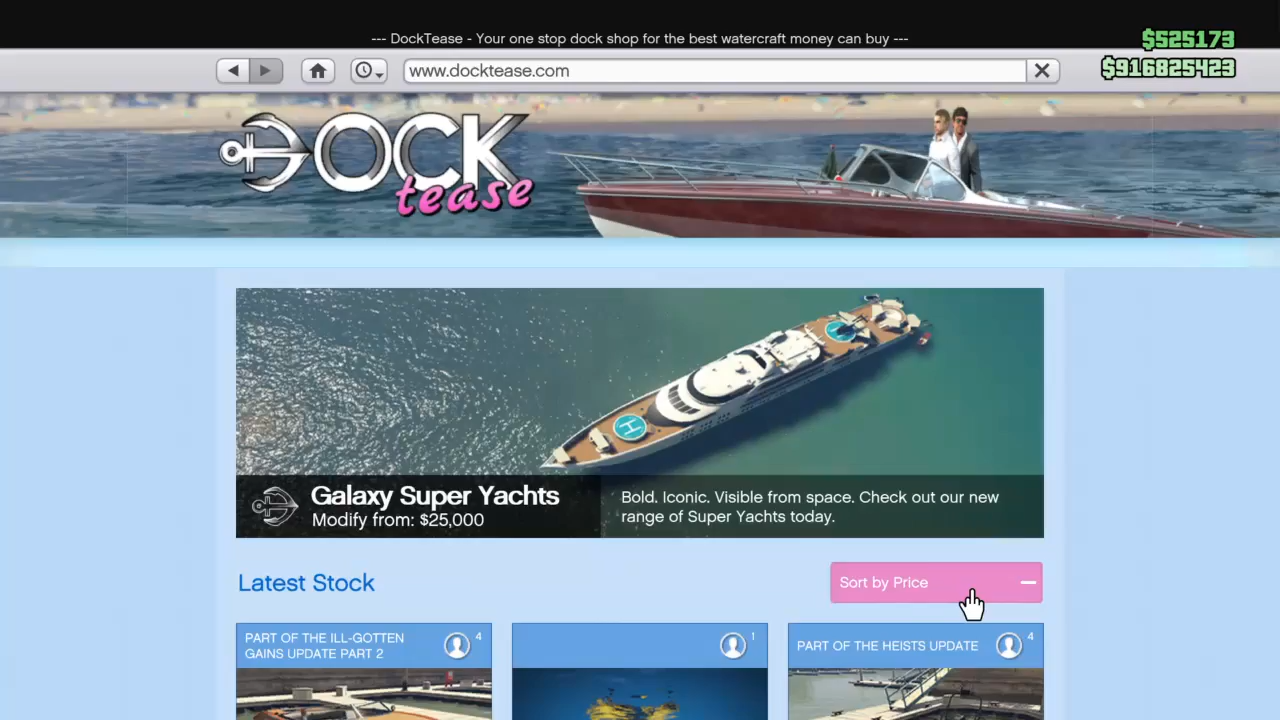 --- DockTease - Your one stop dock shop for the best watercraft money can buy ---
$525173
$916825423
www.docktease.com
DOCK
tease
H
Galaxy Super Yachts
Modify from: $25,000
Bold. Iconic. Visible from space. Check out our new
range of Super Yachts today.
Latest Stock
Sort by Price
PART OF THE ILL-GOTTEN
GAINS UPDATE PART 2
4
1
PART OF THE HEISTS UPDATE
4